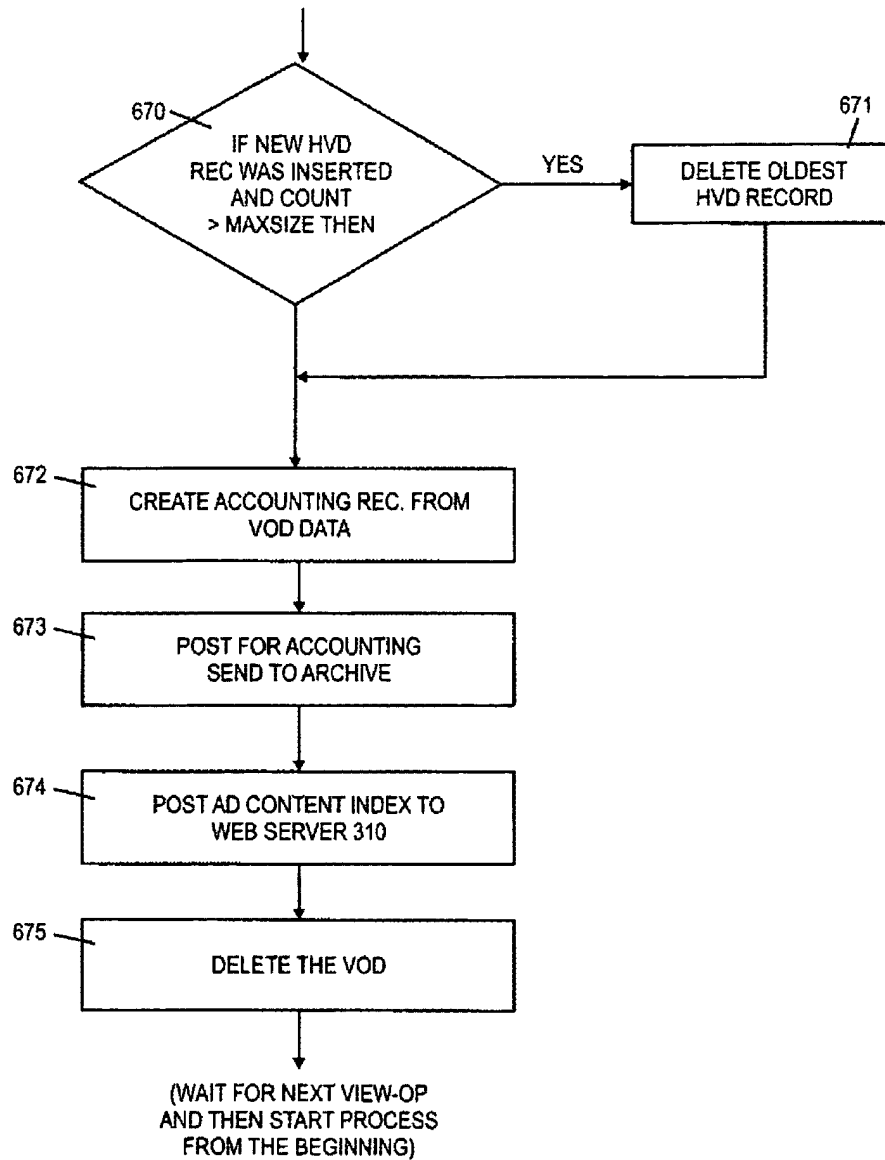 670
IF NEW HVD
REC WAS INSERTED
AND COUNT
> MAXSIZE THEN
YES
671
DELETE OLDEST
HVD RECORD
672
CREATE ACCOUNTING REC. FROM
VOD DATA
673
POST FOR ACCOUNTING
SEND TO ARCHIVE
674
POST AD CONTENT INDEX TO
WEB SERVER 310
675
DELETE THE VOD
(WAIT FOR NEXT VIEW-OP
AND THEN START PROCESS
FROM THE BEGINNING)